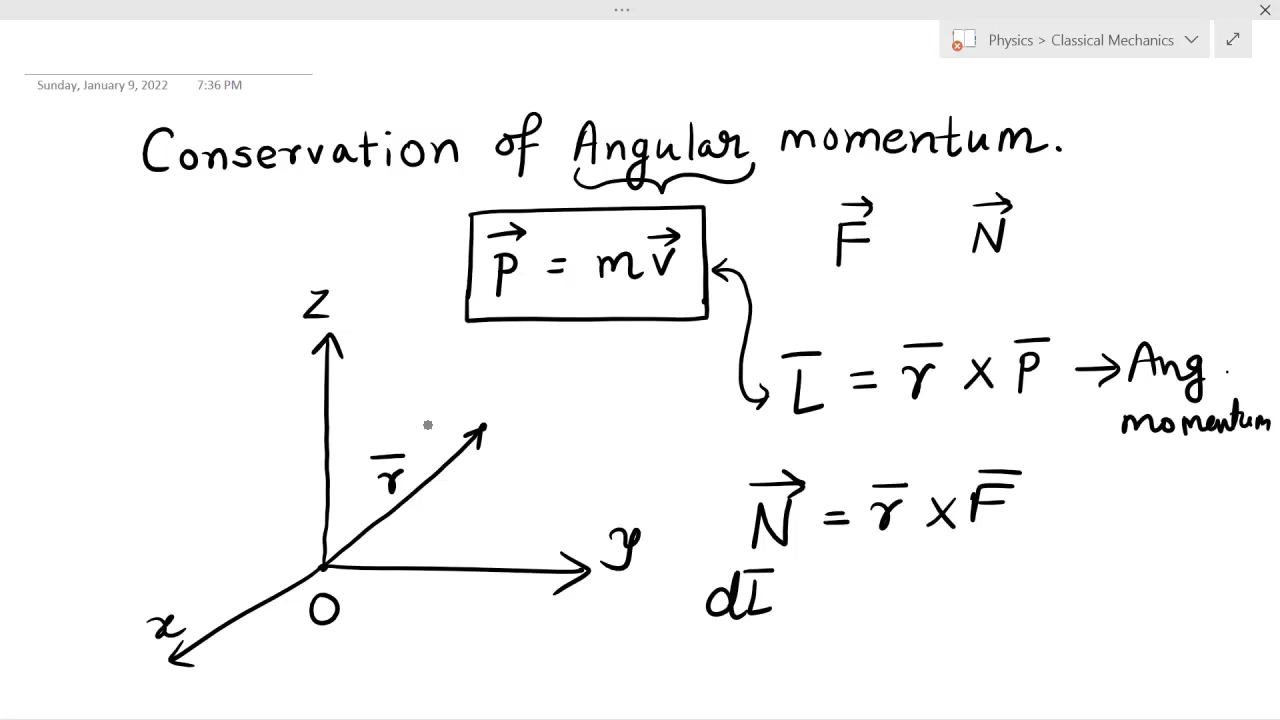 Physics > Classical Mechanics
Sunday, January 9, 2022 7:36 PM
Conservation of Angular momentum.
P⃗ = mv⃗
F⃗ N⃗
Z
L̅ = r̅ × P̅ → Ang.
momentum
r̅
N⃗ = r̅ × F̅
y
dL̅
O
x